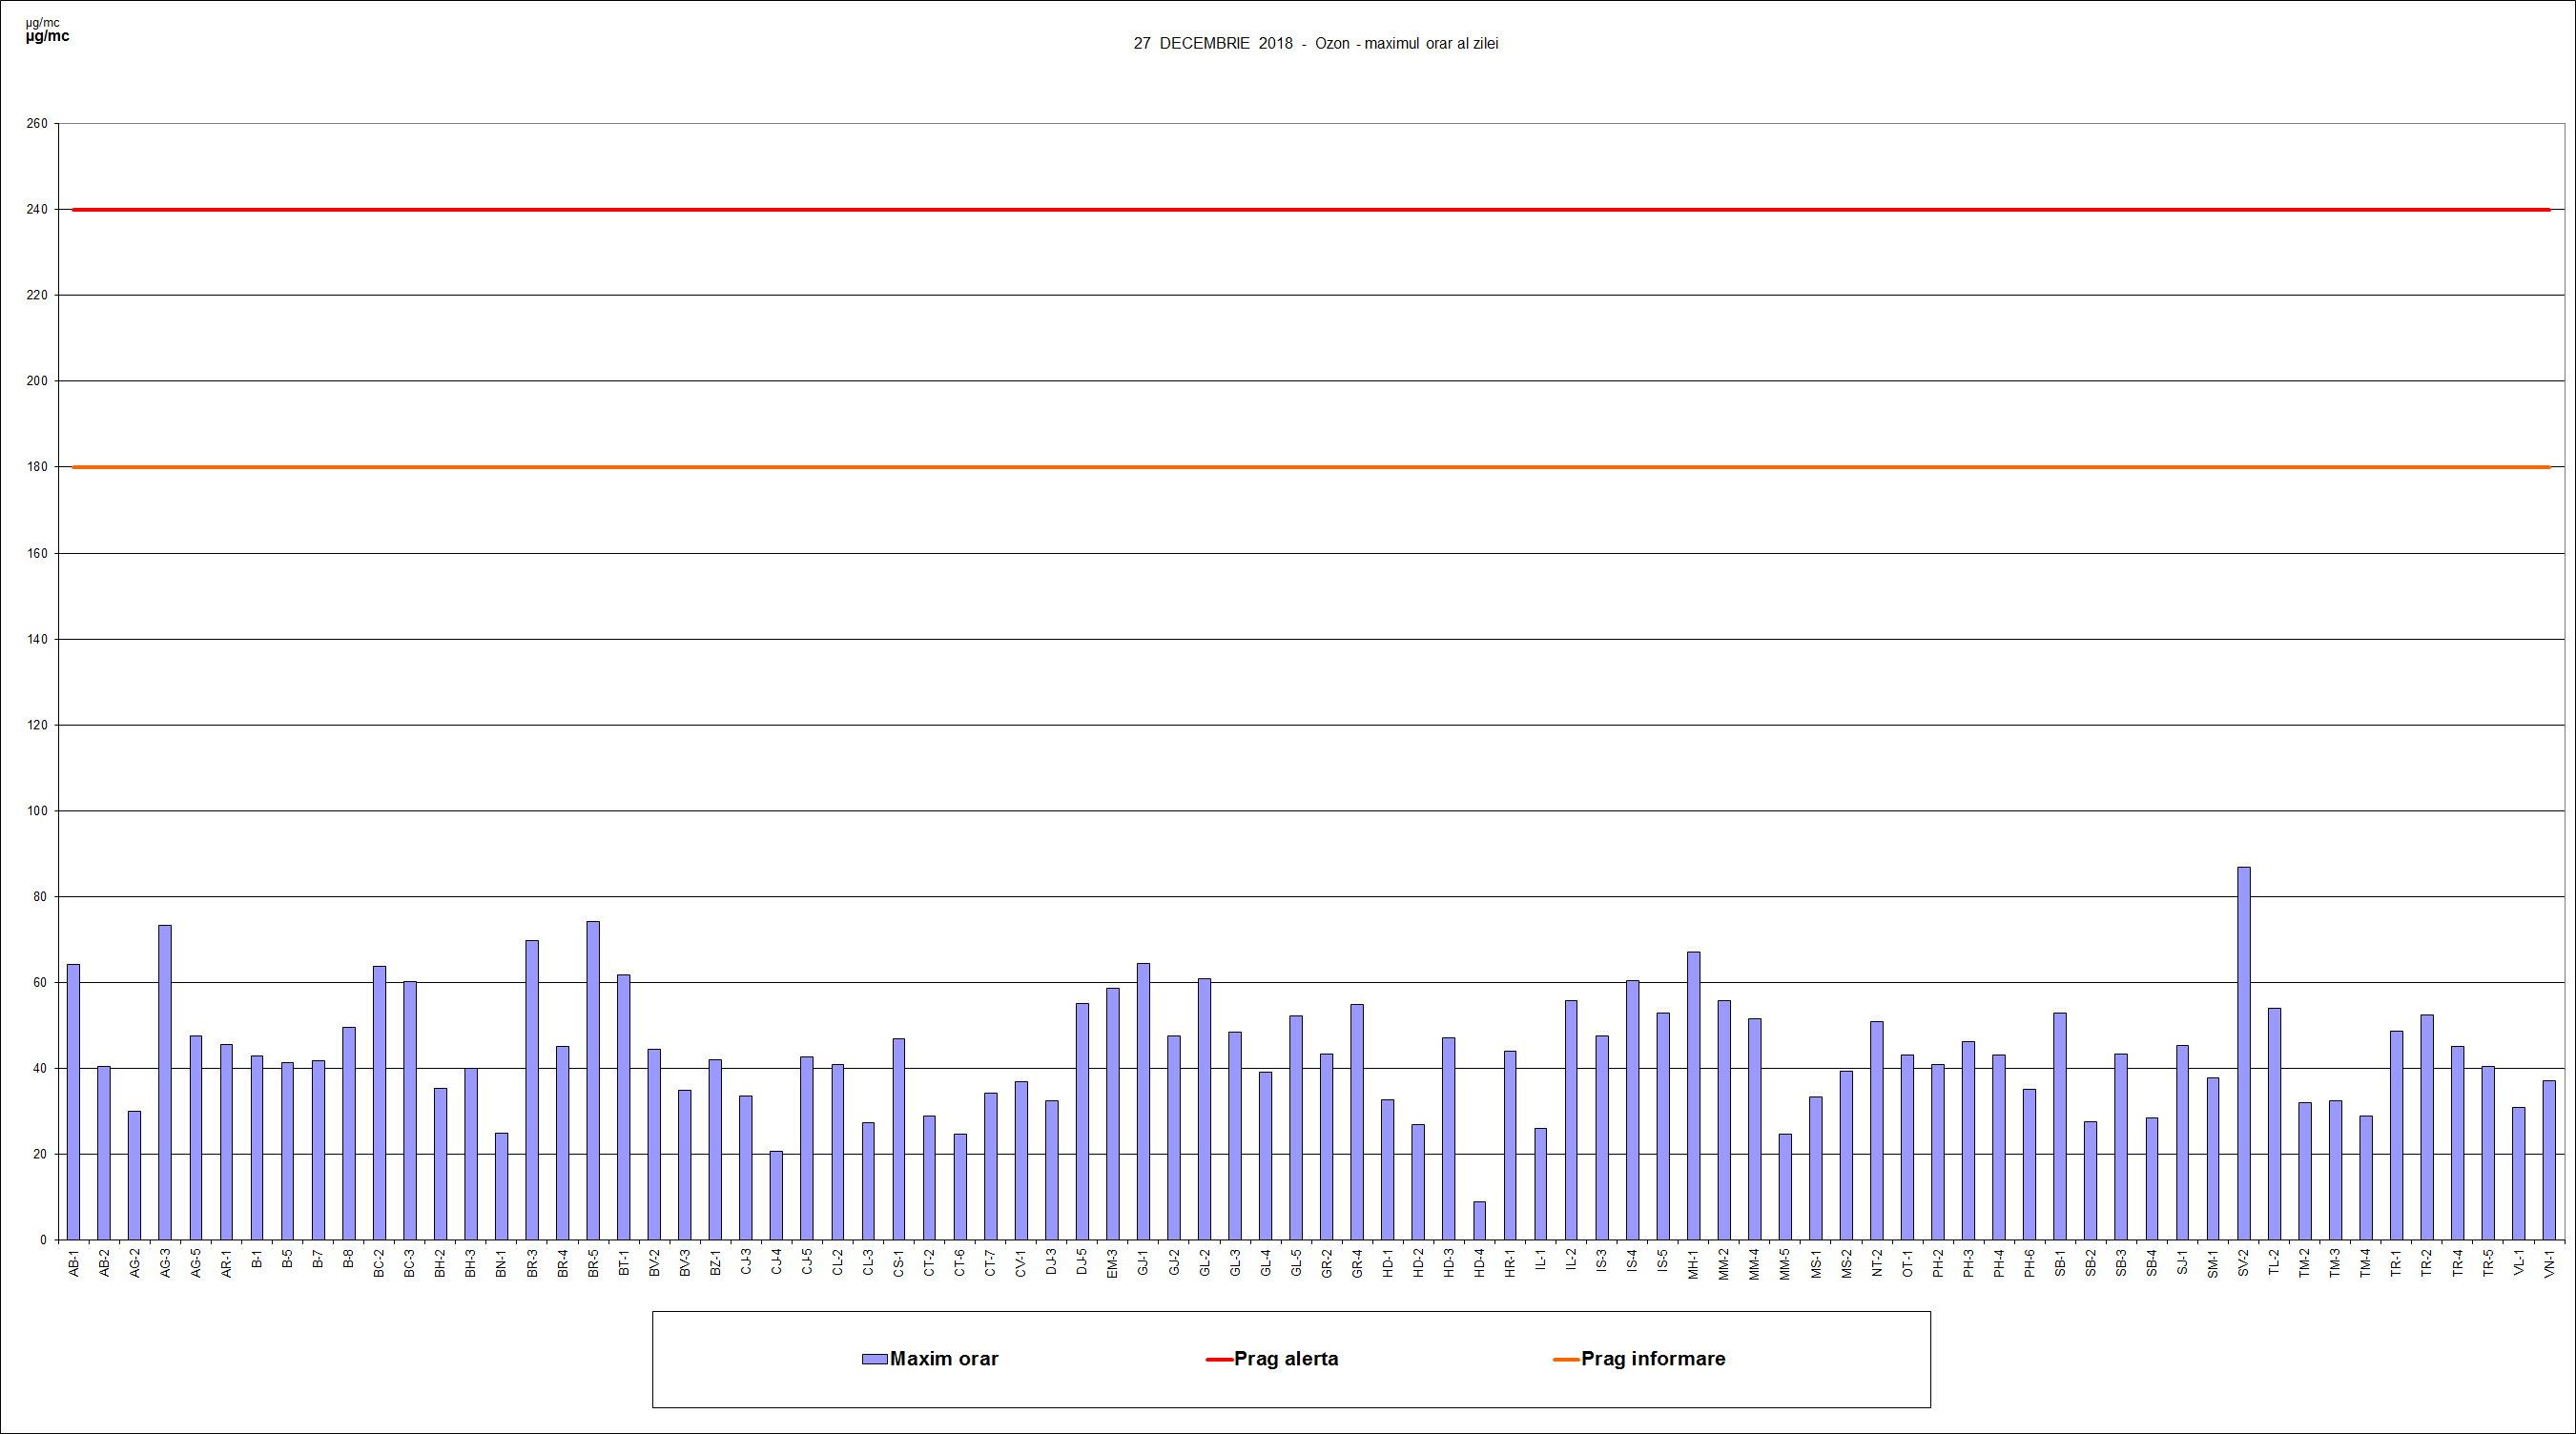 µg/mc
µg/mc
27 DECEMBRIE 2018 - Ozon - maximul orar al zilei
260
240
220
200
180
160
140
120
100
80
60
40
20
0
AB-1 AB-2 AG-2 AG-3 AG-5 AR-1 B-1 B-5 B-7 B-8 BC-2 BC-3 BH-2 BH-3 BN-1 BR-3 BR-4 BR-5 BT-1 BV-2 BV-3 BZ-1 CJ-3 CJ-4 CJ-5 CL-2 CL-3 CS-1 CT-2 CT-6 CT-7 CV-1 DJ-3 DJ-5 EM-3 GJ-1 GJ-2 GL-2 GL-3 GL-4 GL-5 GR-2 GR-4 HD-1 HD-2 HD-3 HD-4 HR-1 IL-1 IL-2 IS-3 IS-4 IS-5 MH-1 MM-2 MM-4 MM-5 MS-1 MS-2 NT-2 OT-1 PH-2 PH-3 PH-4 PH-6 SB-1 SB-2 SB-3 SB-4 SJ-1 SM-1 SV-2 TL-2 TM-2 TM-3 TM-4 TR-1 TR-2 TR-4 TR-5 VL-1 VN-1
Maxim orar Prag alerta Prag informare